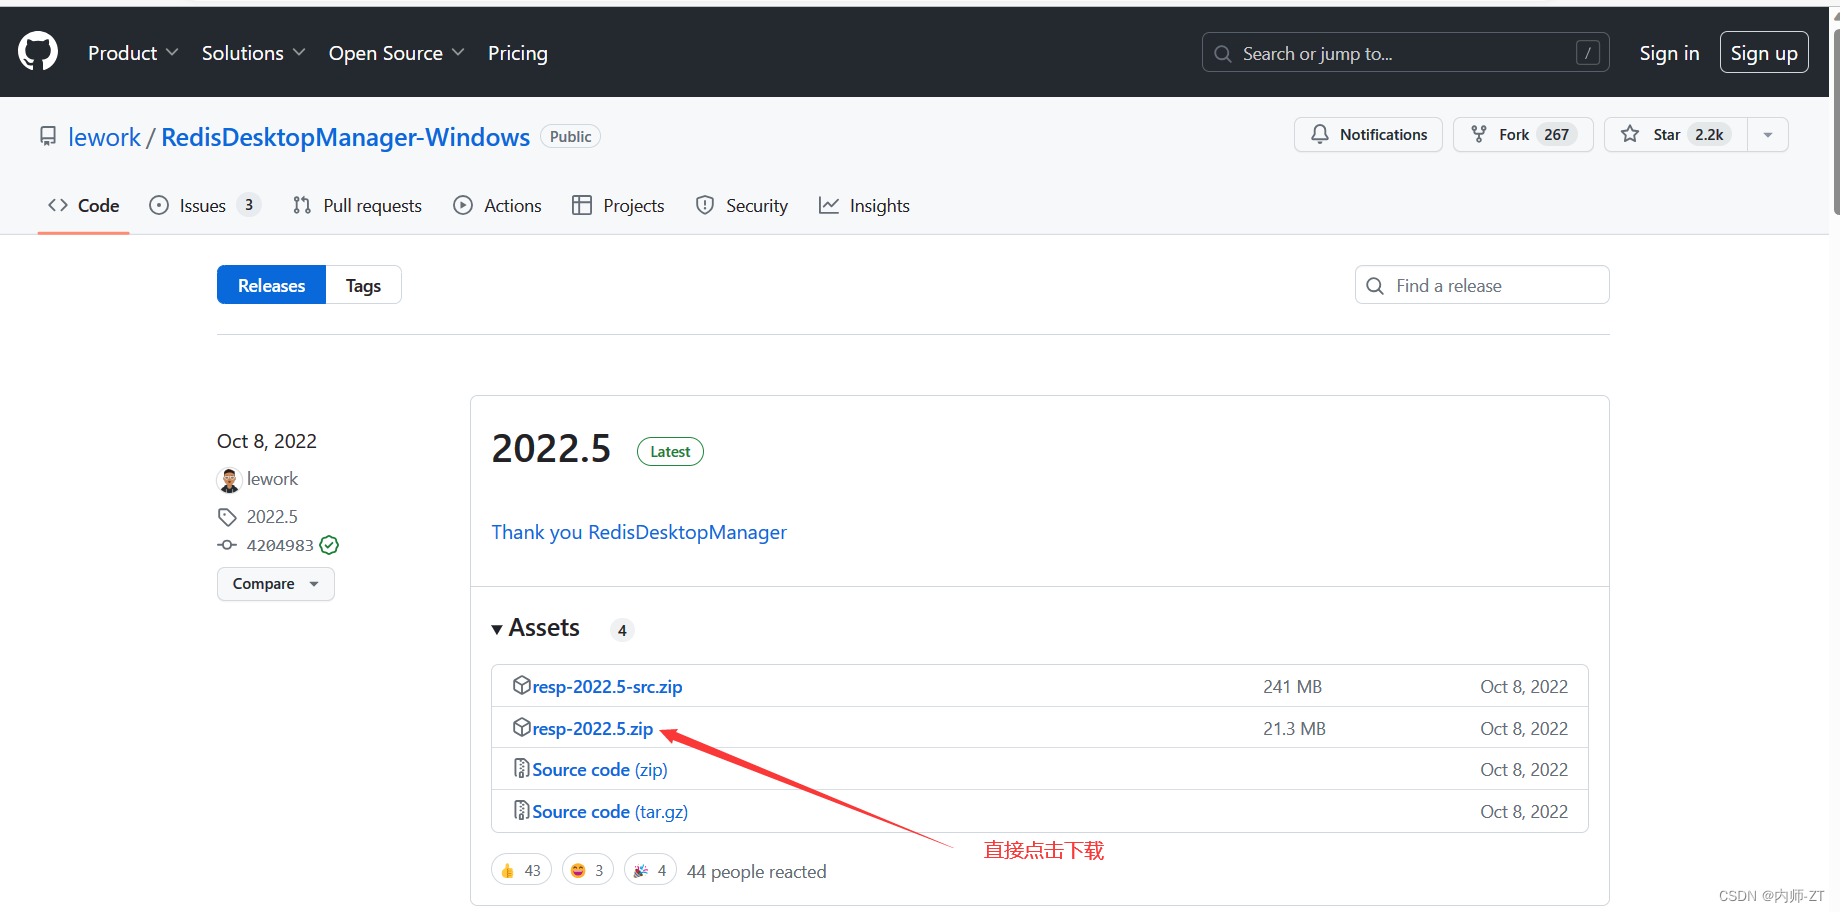 Product Solutions Open Source Pricing Search or jump to... / Sign in Sign up
lework / RedisDesktopManager-Windows Public Notifications Fork 267 Star 2.2k
Code Issues 3 Pull requests Actions Projects Security Insights
Releases Tags Find a release
Oct 8, 2022
lework
2022.5
4204983
Compare
2022.5 Latest
Thank you RedisDesktopManager
Assets 4
resp-2022.5-src.zip 241 MB Oct 8, 2022
resp-2022.5.zip 21.3 MB Oct 8, 2022
Source code (zip) Oct 8, 2022
Source code (tar.gz) Oct 8, 2022
直接点击下载
👍 43 😄 3 🎉 4 44 people reacted
CSDN @内师-ZT